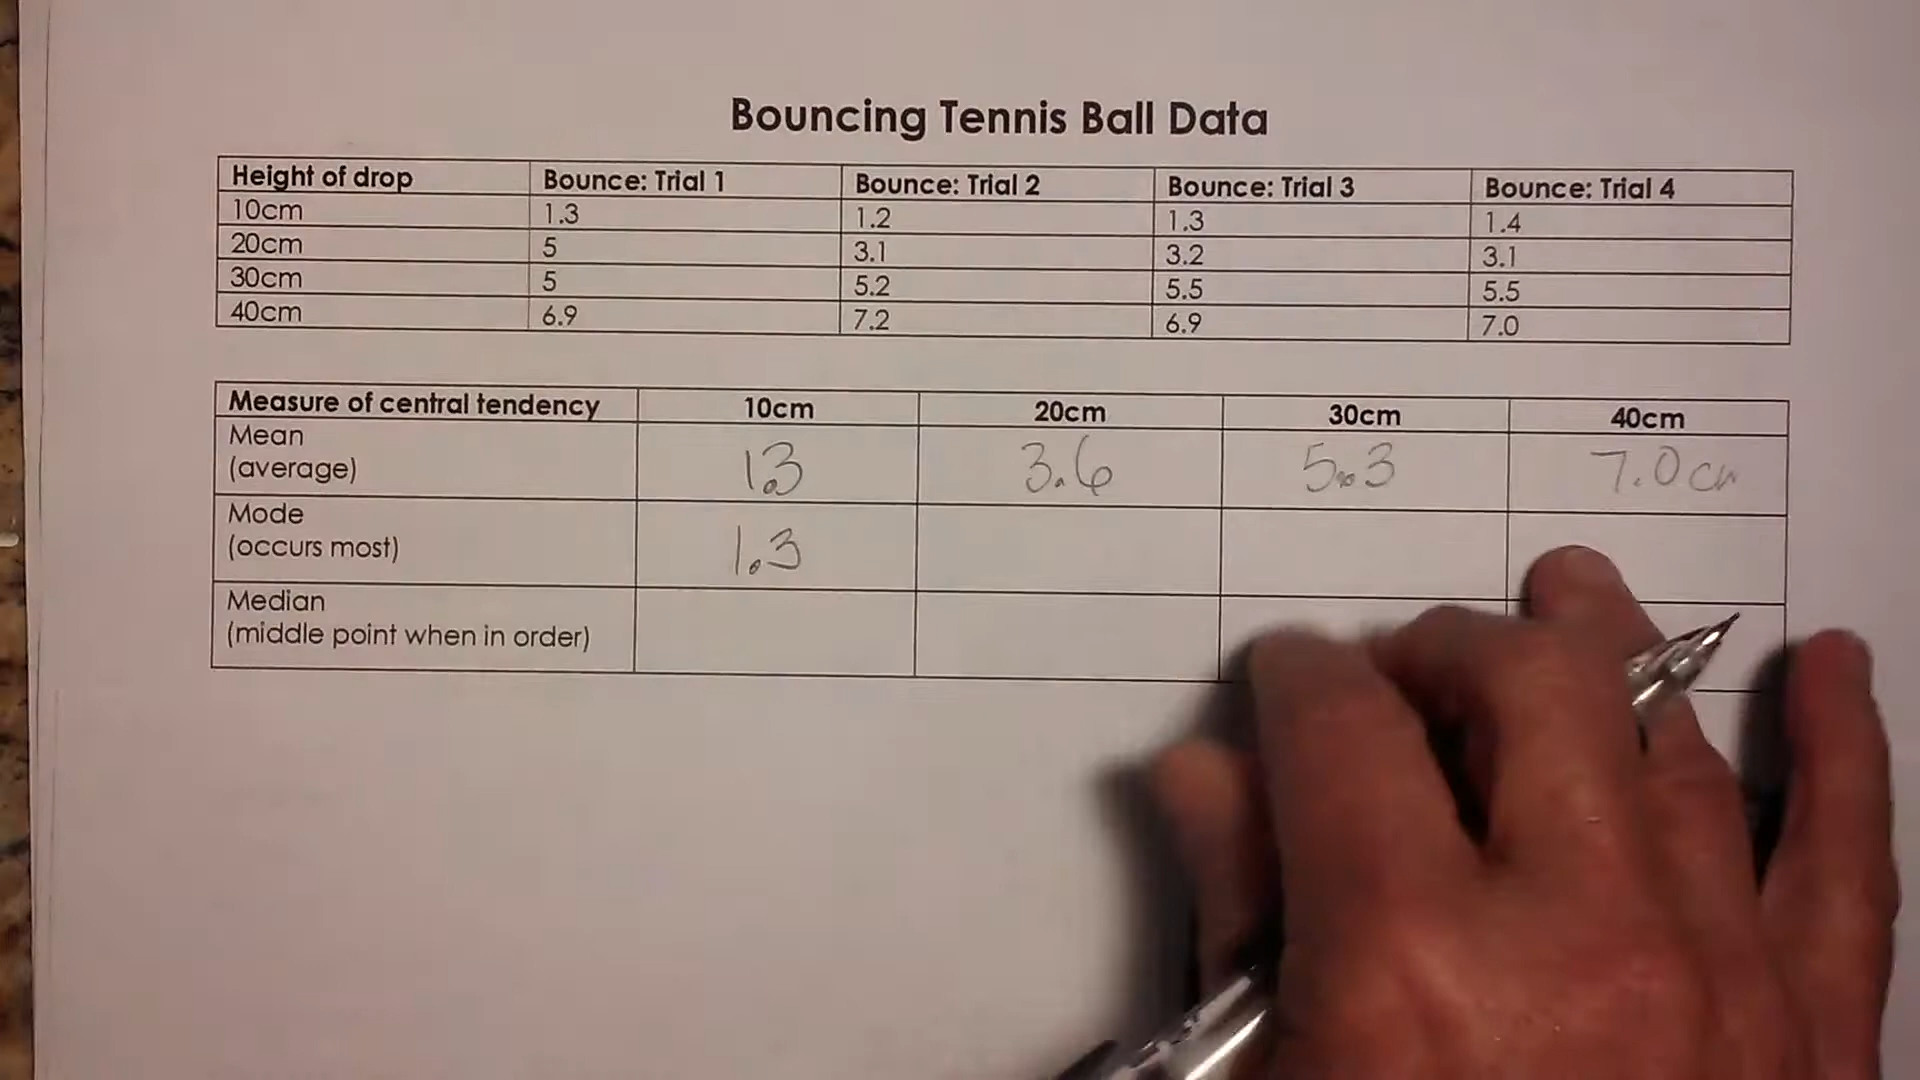 Bouncing Tennis Ball Data
Height of drop Bounce: Trial 1 Bounce: Trial 2 Bounce: Trial 3 Bounce: Trial 4
10cm 1.3 1.2 1.3 1.4
20cm 5 3.1 3.2 3.1
30cm 5 5.2 5.5 5.5
40cm 6.9 7.2 6.9 7.0
Measure of central tendency 10cm 20cm 30cm 40cm
Mean
(average) 1.3 3.6 5.3 7.0 cm
Mode
(occurs most) 1.3
Median
(middle point when in order)